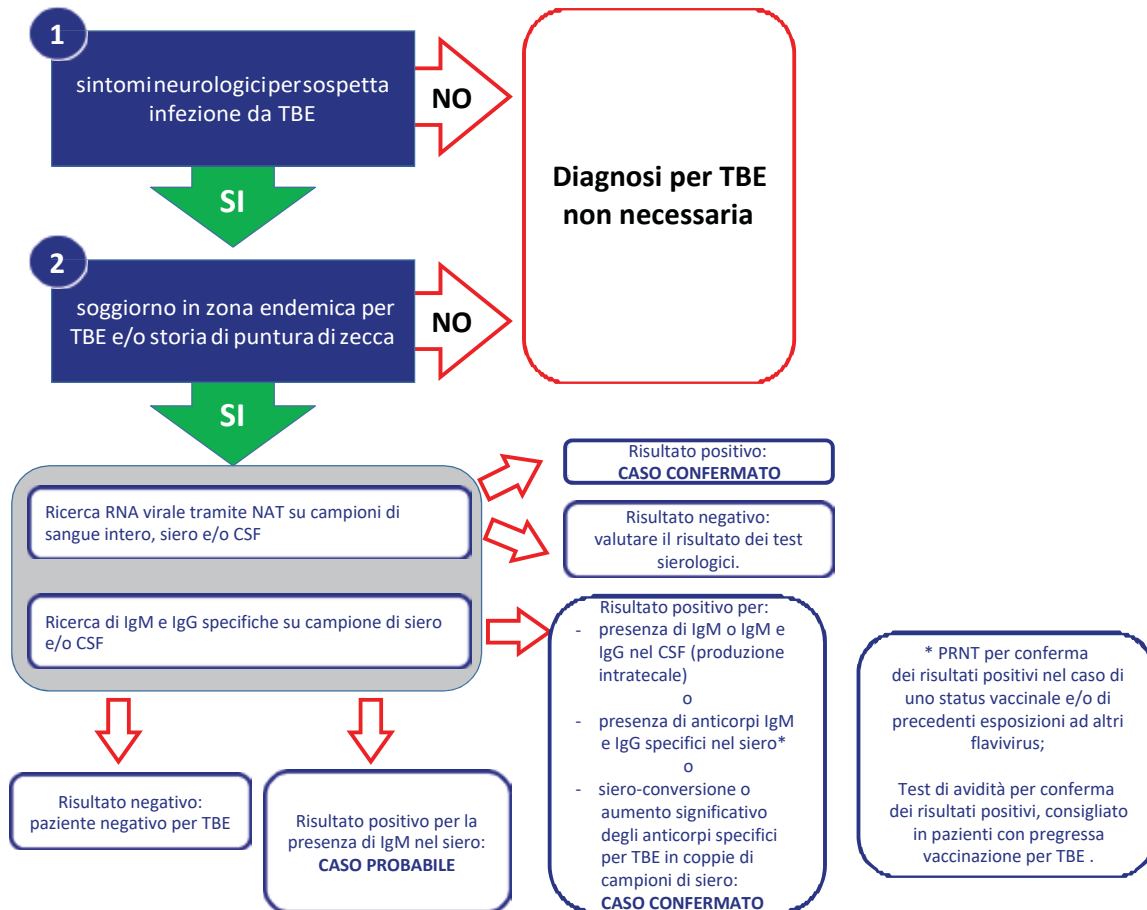 1
sintomi neurologici per sospetta
infezione da TBE
NO
SI
Diagnosi per TBE
non necessaria
2
soggiorno in zona endemica per
TBE e/o storia di puntura di zecca
NO
SI
Ricerca RNA virale tramite NAT su campioni di
sangue intero, siero e/o CSF
Risultato positivo:
CASO CONFERMATO
Risultato negativo:
valutare il risultato dei test
sierologici.
Ricerca di IgM e IgG specifiche su campione di siero
e/o CSF
Risultato positivo per:
- presenza di IgM o IgM e
IgG nel CSF (produzione
intratecale)
o
- presenza di anticorpi IgM
e IgG specifici nel siero*
o
- siero-conversione o
aumento significativo
degli anticorpi specifici
per TBE in coppie di
campioni di siero:
CASO CONFERMATO
* PRNT per conferma
dei risultati positivi nel caso di
uno status vaccinale e/o di
precedenti esposizioni ad altri
flavivirus;
Test di avidità per conferma
dei risultati positivi, consigliato
in pazienti con pregressa
vaccinazione per TBE .
Risultato negativo:
paziente negativo per TBE
Risultato positivo per la
presenza di IgM nel siero:
CASO PROBABILE